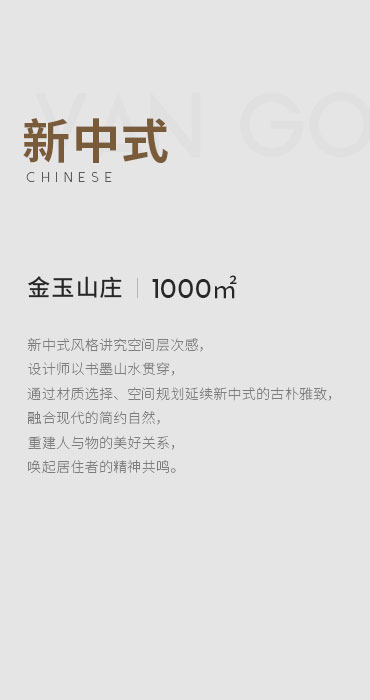 VAN GO
新中式
CHINESE
金玉山庄 1000㎡
新中式风格讲究空间层次感，
设计师以书墨山水贯穿，
通过材质选择、空间规划延续新中式的古朴雅致，
融合现代的简约自然，
重建人与物的美好关系，
唤起居住者的精神共鸣。